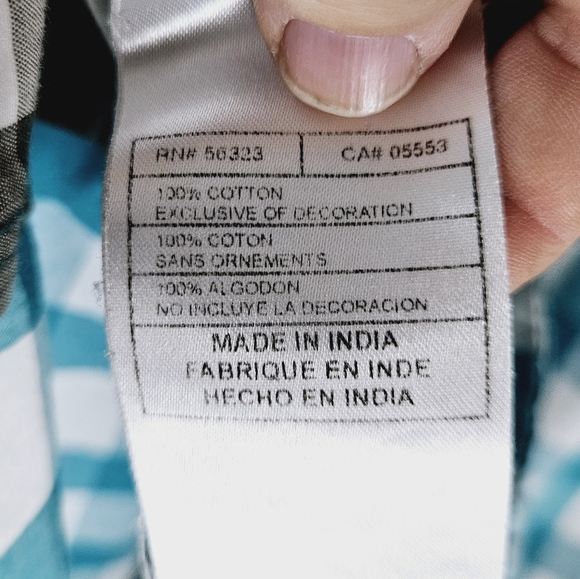 RN# 56323 CA# 05553
100% COTTON
EXCLUSIVE OF DECORATION
100% COTON
SANS ORNEMENTS
100% ALGODON
NO INCLUYE LA DECORACION
MADE IN INDIA
FABRIQUE EN INDE
HECHO EN INDIA